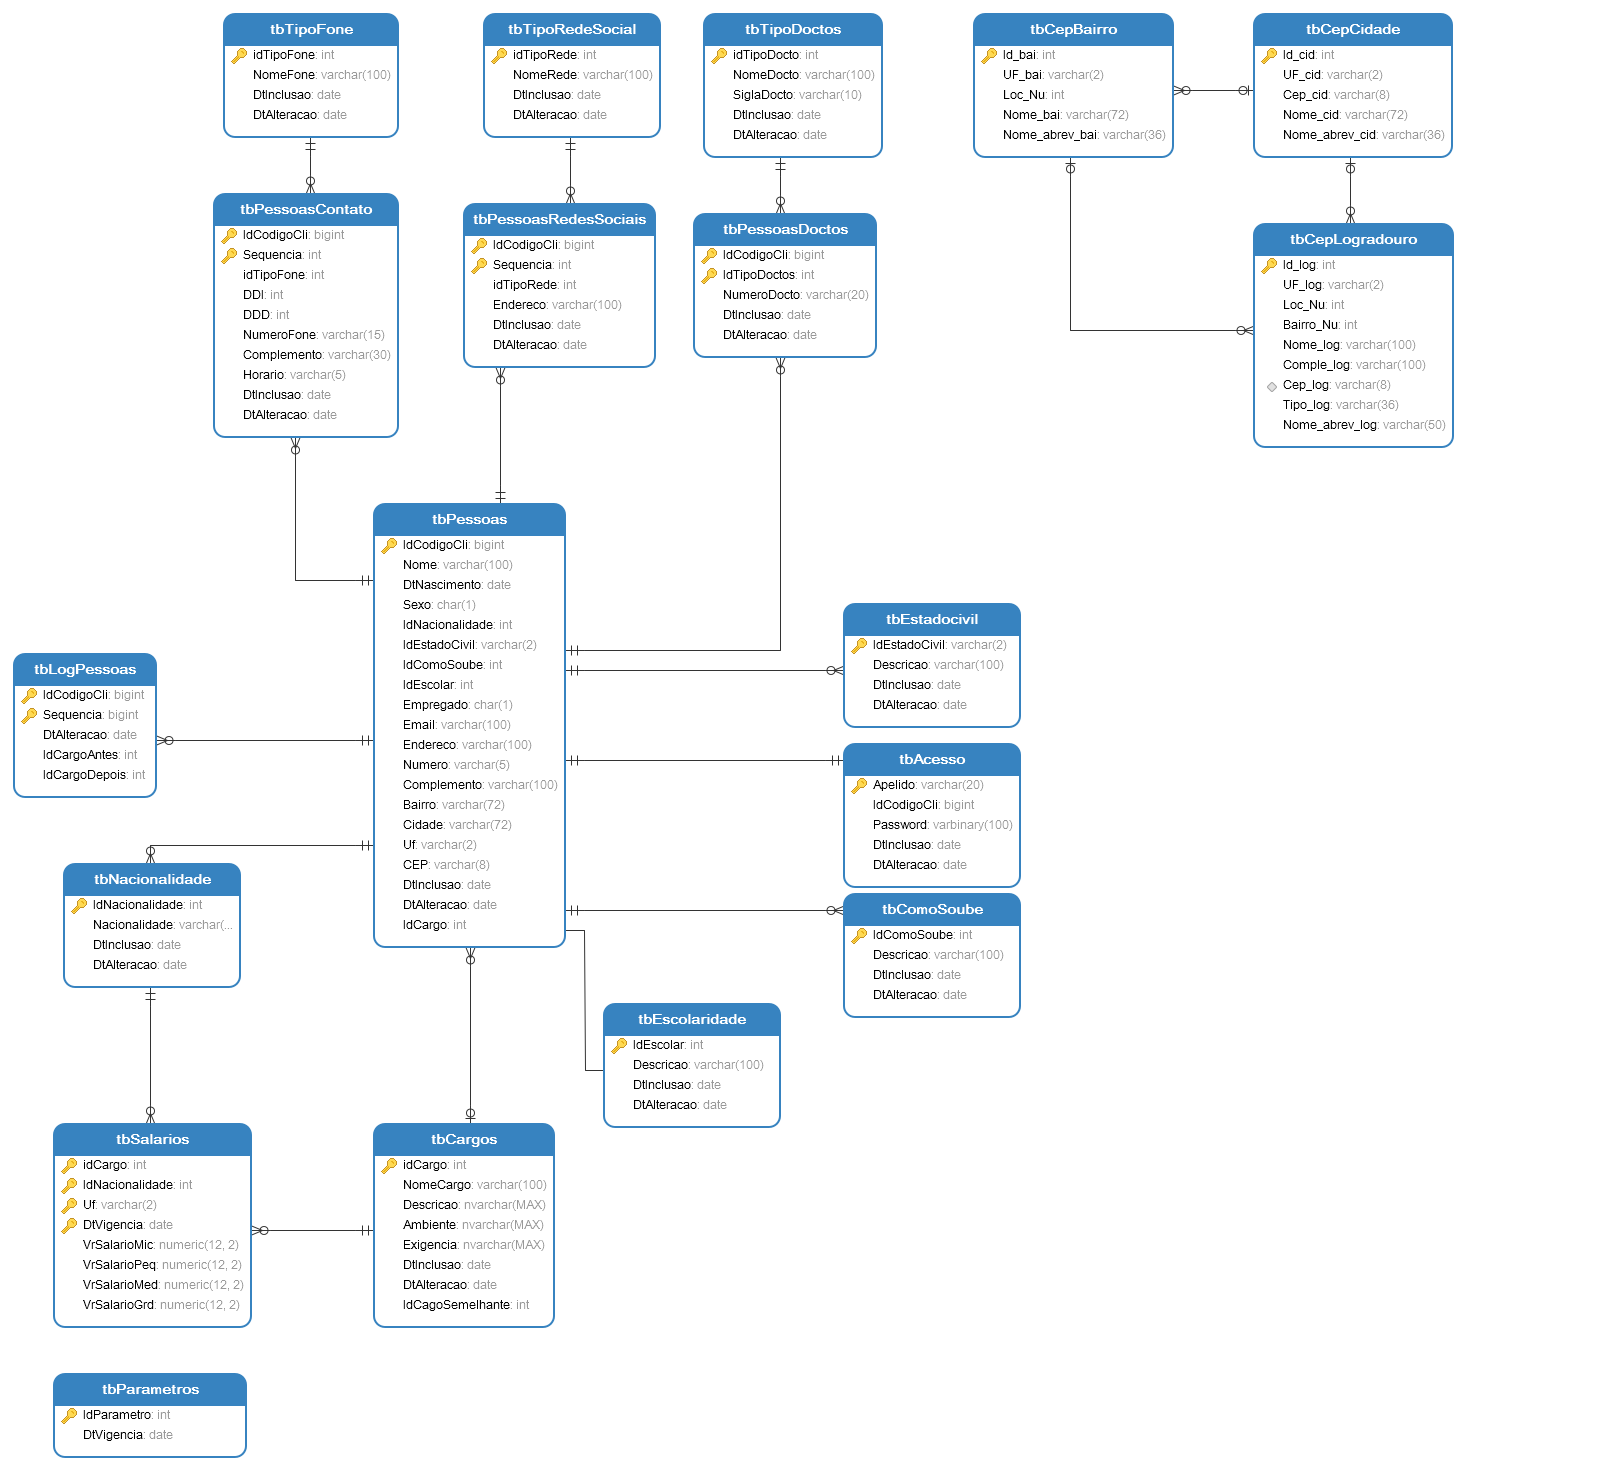 tbTipoFone
idTipoFone: int
NomeFone: varchar(100)
DtInclusao: date
DtAlteracao: date
tbTipoRedeSocial
idTipoRede: int
NomeRede: varchar(100)
DtInclusao: date
DtAlteracao: date
tbTipoDoctos
idTipoDocto: int
NomeDocto: varchar(100)
SiglaDocto: varchar(10)
DtInclusao: date
DtAlteracao: date
tbCepBairro
Id_bai: int
UF_bai: varchar(2)
Loc_Nu: int
Nome_bai: varchar(72)
Nome_abrev_bai: varchar(36)
tbCepCidade
Id_cid: int
UF_cid: varchar(2)
Cep_cid: varchar(8)
Nome_cid: varchar(72)
Nome_abrev_cid: varchar(36)
tbPessoasContato
IdCodigoCli: bigint
Sequencia: int
idTipoFone: int
DDI: int
DDD: int
NumeroFone: varchar(15)
Complemento: varchar(30)
Horario: varchar(5)
DtInclusao: date
DtAlteracao: date
tbPessoasRedesSociais
IdCodigoCli: bigint
Sequencia: int
idTipoRede: int
Endereco: varchar(100)
DtInclusao: date
DtAlteracao: date
tbPessoasDoctos
IdCodigoCli: bigint
IdTipoDoctos: int
NumeroDocto: varchar(20)
DtInclusao: date
DtAlteracao: date
tbCepLogradouro
Id_log: int
UF_log: varchar(2)
Loc_Nu: int
Bairro_Nu: int
Nome_log: varchar(100)
Comple_log: varchar(100)
Cep_log: varchar(8)
Tipo_log: varchar(36)
Nome_abrev_log: varchar(50)
tbPessoas
IdCodigoCli: bigint
Nome: varchar(100)
DtNascimento: date
Sexo: char(1)
IdNacionalidade: int
IdEstadoCivil: varchar(2)
IdComoSoube: int
IdEscolar: int
Empregado: char(1)
Email: varchar(100)
Endereco: varchar(100)
Numero: varchar(5)
Complemento: varchar(100)
Bairro: varchar(72)
Cidade: varchar(72)
Uf: varchar(2)
CEP: varchar(8)
DtInclusao: date
DtAlteracao: date
IdCargo: int
tbEstadocivil
IdEstadoCivil: varchar(2)
Descricao: varchar(100)
DtInclusao: date
DtAlteracao: date
tbLogPessoas
IdCodigoCli: bigint
Sequencia: bigint
DtAlteracao: date
IdCargoAntes: int
IdCargoDepois: int
tbAcesso
Apelido: varchar(20)
IdCodigoCli: bigint
Password: varbinary(100)
DtInclusao: date
DtAlteracao: date
tbNacionalidade
IdNacionalidade: int
Nacionalidade: varchar(...
DtInclusao: date
DtAlteracao: date
tbComoSoube
IdComoSoube: int
Descricao: varchar(100)
DtInclusao: date
DtAlteracao: date
tbEscolaridade
IdEscolar: int
Descricao: varchar(100)
DtInclusao: date
DtAlteracao: date
tbSalarios
idCargo: int
IdNacionalidade: int
Uf: varchar(2)
DtVigencia: date
VrSalarioMic: numeric(12, 2)
VrSalarioPeq: numeric(12, 2)
VrSalarioMed: numeric(12, 2)
VrSalarioGrd: numeric(12, 2)
tbCargos
idCargo: int
NomeCargo: varchar(100)
Descricao: nvarchar(MAX)
Ambiente: nvarchar(MAX)
Exigencia: nvarchar(MAX)
DtInclusao: date
DtAlteracao: date
IdCagoSemelhante: int
tbParametros
IdParametro: int
DtVigencia: date